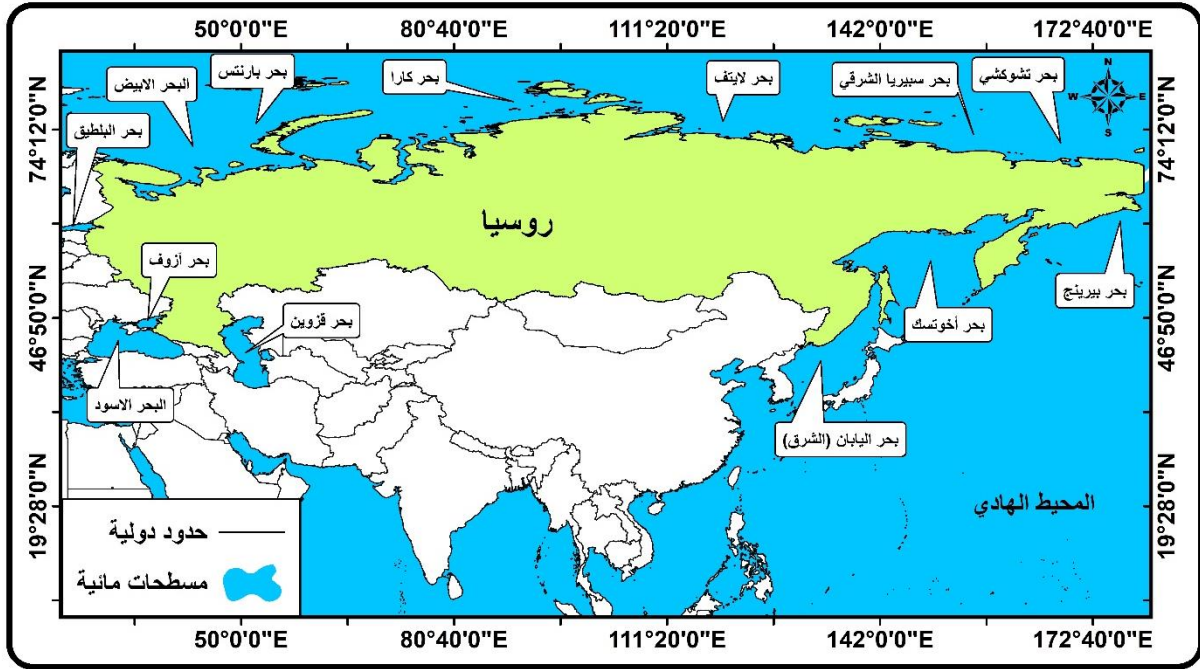 50°0'0"E 80°40'0"E 111°20'0"E 142°0'0"E 172°40'0"E
بحر بارنتس
بحر كارا
بحر لايتف
بحر سيبيريا الشرقي
بحر تشوكشي
البحر الابيض
N
W E
S
74°12'0"N
74°12'0"N
بحر البلطيق
روسيا
بحر أزوف
بحر بيرينج
46°50'0"N
46°50'0"N
بحر قزوين
بحر أخوتسك
البحر الاسود
بحر اليابان (الشرق)
19°28'0"N
19°28'0"N
المحيط الهادي
حدود دولية
مسطحات مائية
50°0'0"E 80°40'0"E 111°20'0"E 142°0'0"E 172°40'0"E